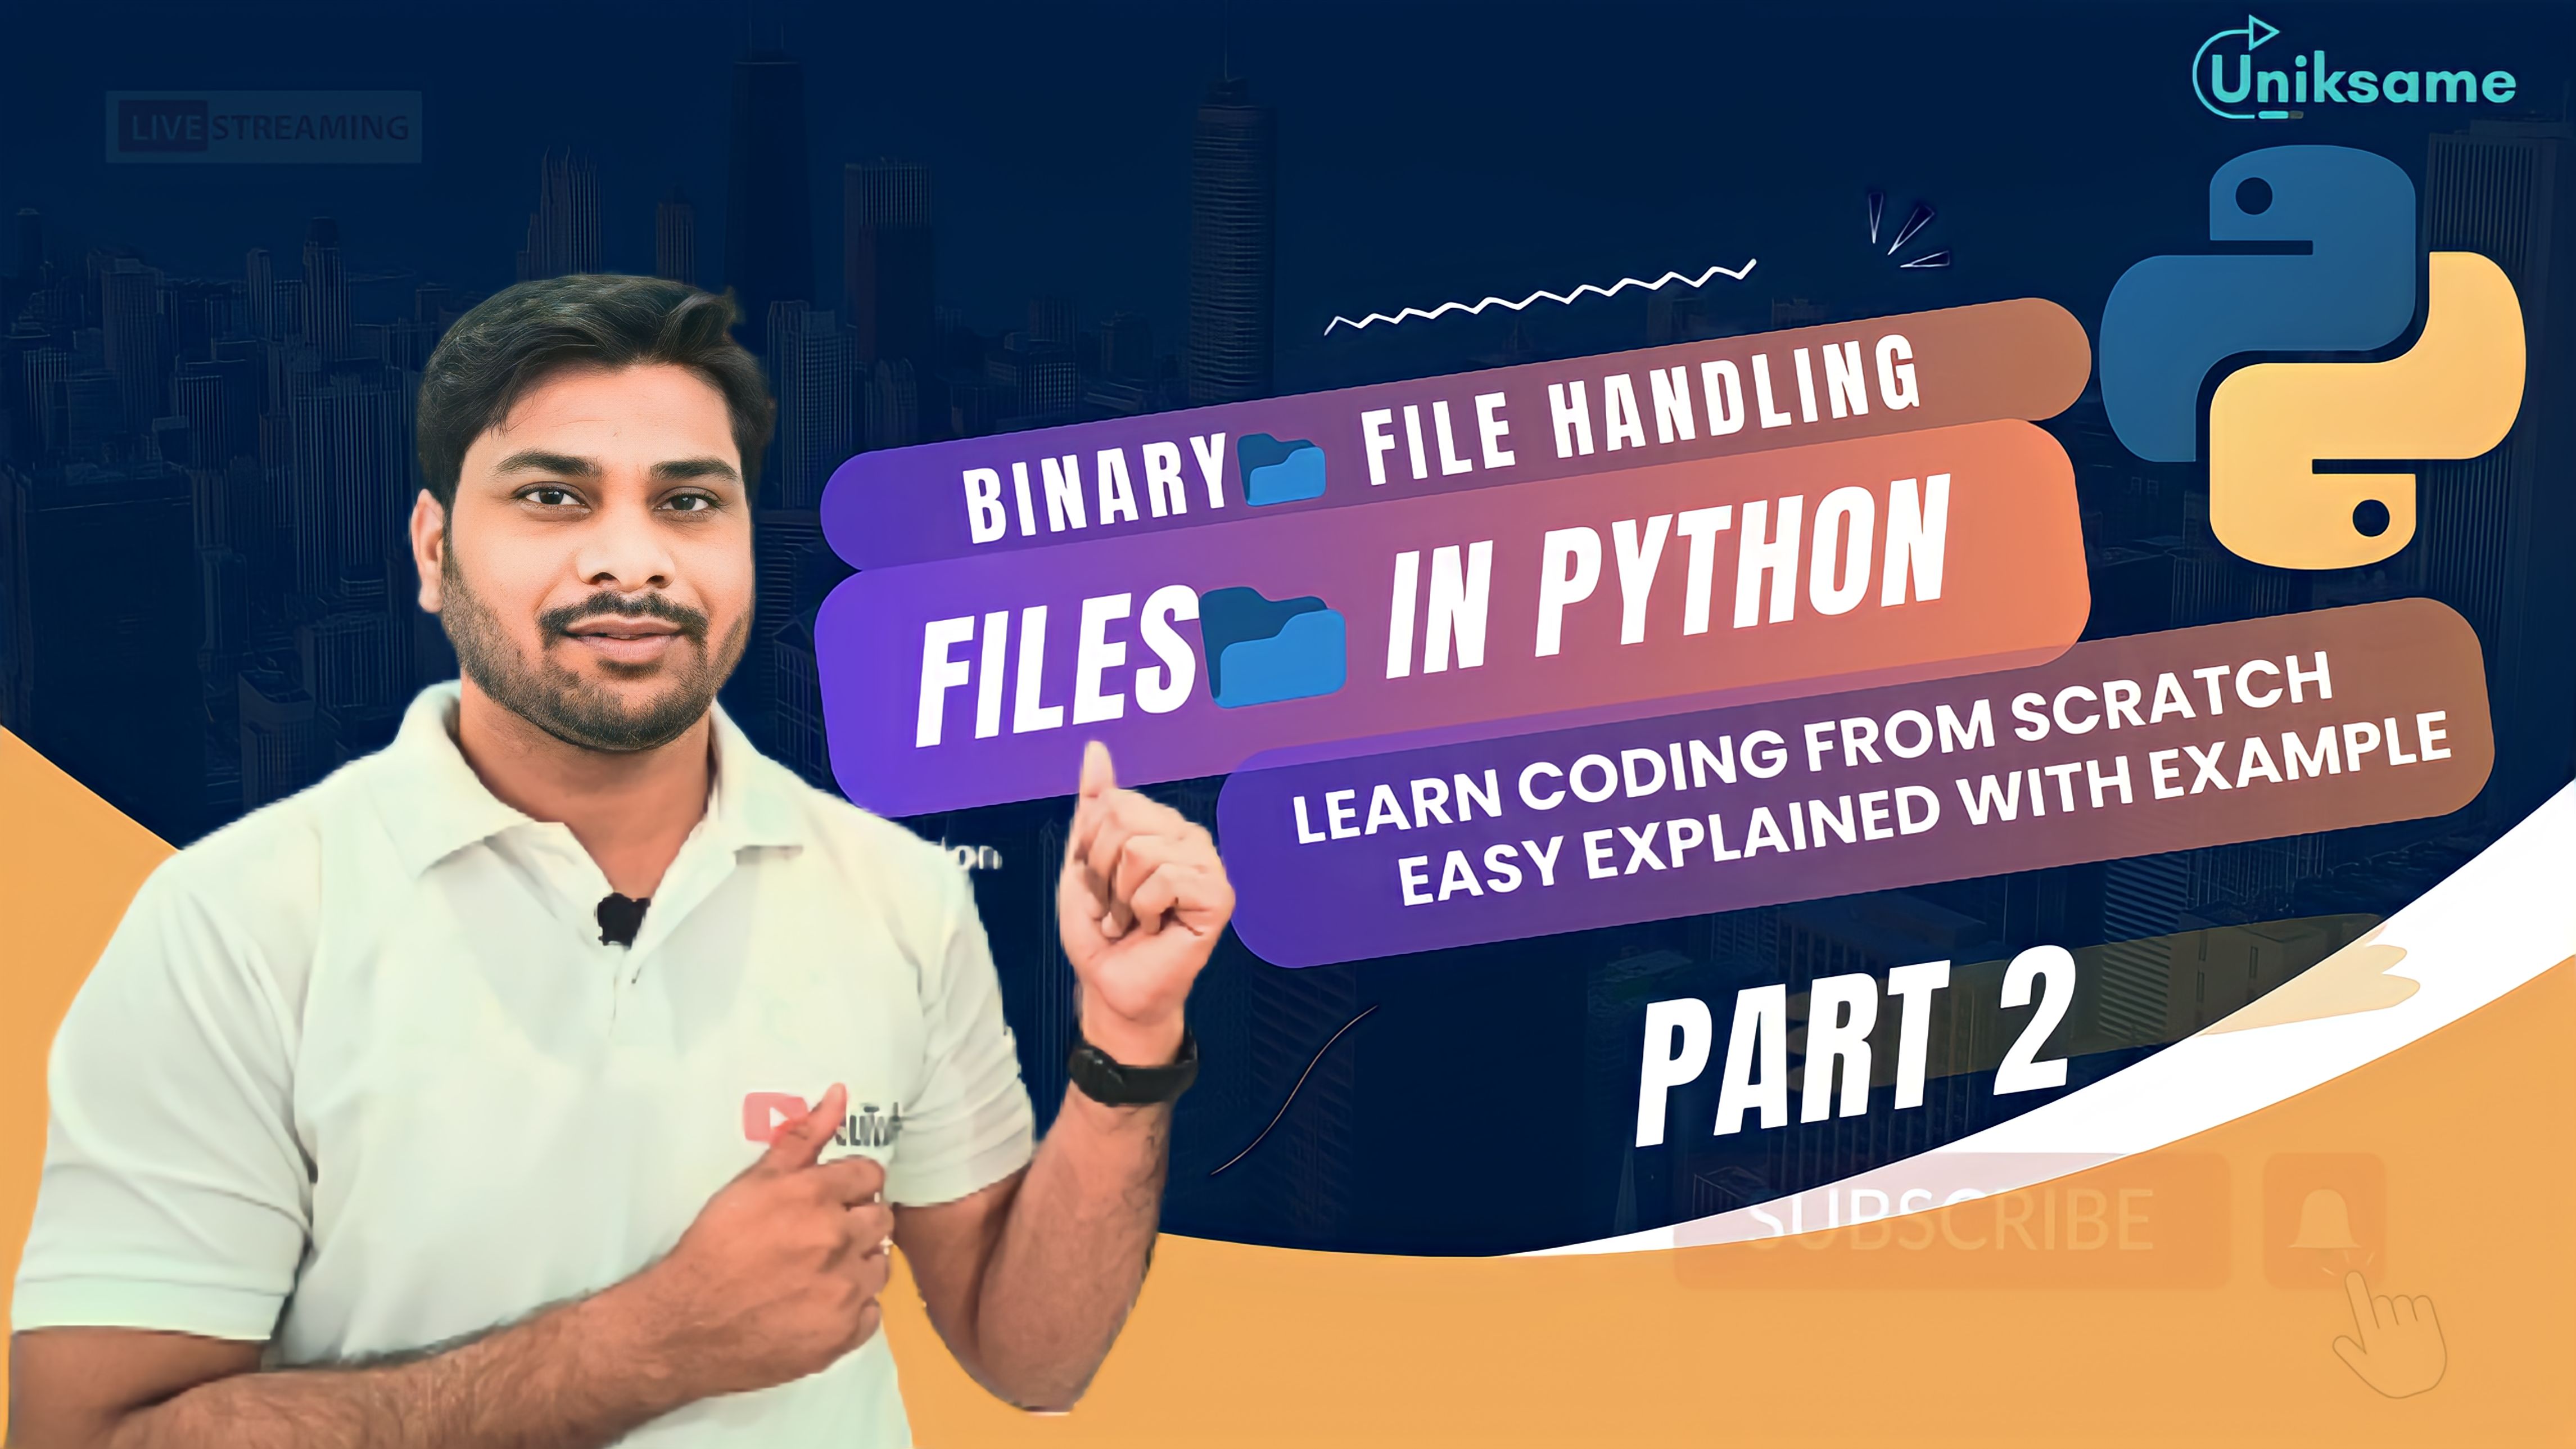 LIVE STREAMING
Uniksame
BINARY FILE HANDLING
FILES IN PYTHON
LEARN CODING FROM SCRATCH
EASY EXPLAINED WITH EXAMPLE
PART 2
SUBSCRIBE